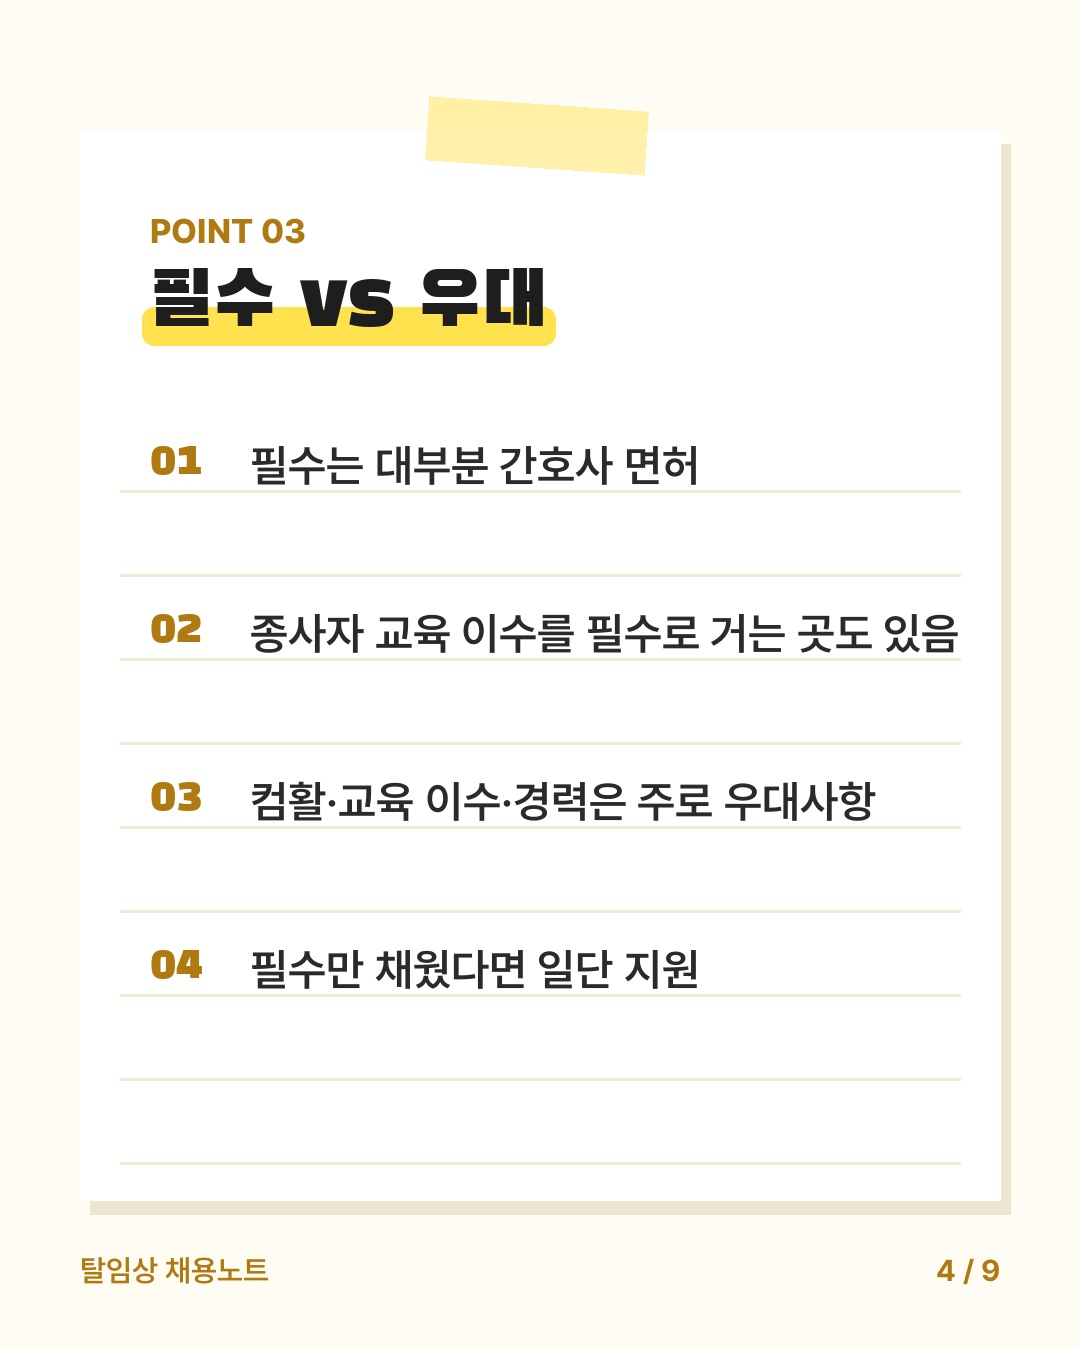 POINT 03
필수 vs 우대
01 필수는 대부분 간호사 면허
02 종사자 교육 이수를 필수로 거는 곳도 있음
03 컴활·교육 이수·경력은 주로 우대사항
04 필수만 채웠다면 일단 지원
탈임상 채용노트
4 / 9